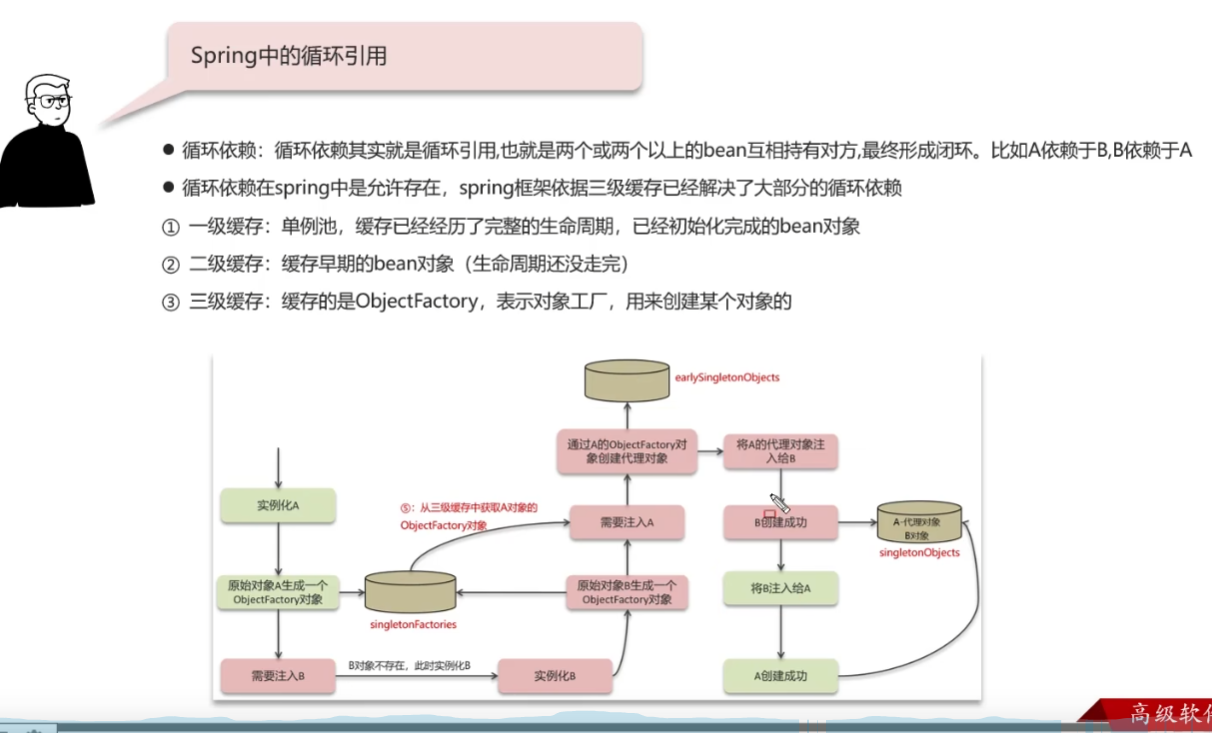 Spring中的循环引用
● 循环依赖：循环依赖其实就是循环引用,也就是两个或两个以上的bean互相持有对方,最终形成闭环。比如A依赖于B,B依赖于A
● 循环依赖在spring中是允许存在，spring框架依据三级缓存已经解决了大部分的循环依赖
① 一级缓存：单例池，缓存已经经历了完整的生命周期，已经初始化完成的bean对象
② 二级缓存：缓存早期的bean对象（生命周期还没走完）
③ 三级缓存：缓存的是ObjectFactory，表示对象工厂，用来创建某个对象的
实例化A
原始对象A生成一个
ObjectFactory对象
需要注入B
singletonFactories
B对象不存在，此时实例化B
实例化B
原始对象B生成一个
ObjectFactory对象
⑤：从三级缓存中获取A对象的
ObjectFactory对象
需要注入A
通过A的ObjectFactory对
象创建代理对象
earlySingletonObjects
将A的代理对象注
入给B
B创建成功
A-代理对象
B对象
singletonObjects
将B注入给A
A创建成功
高级软件